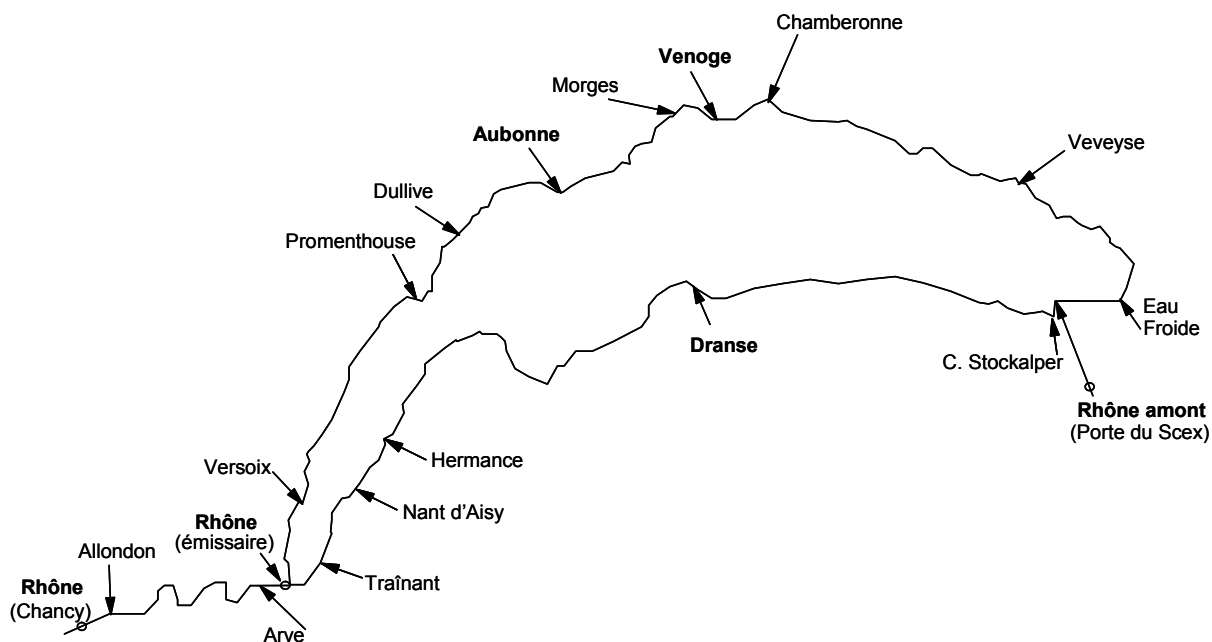 Chamberonne
Venoge
Morges
Aubonne
Veveyse
Dullive
Promenthouse
Eau
Froide
Dranse
C. Stockalper
Rhône amont
(Porte du Scex)
Hermance
Versoix
Nant d'Aisy
Rhône
(émissaire)
Allondon
Traînant
Rhône
(Chancy)
Arve